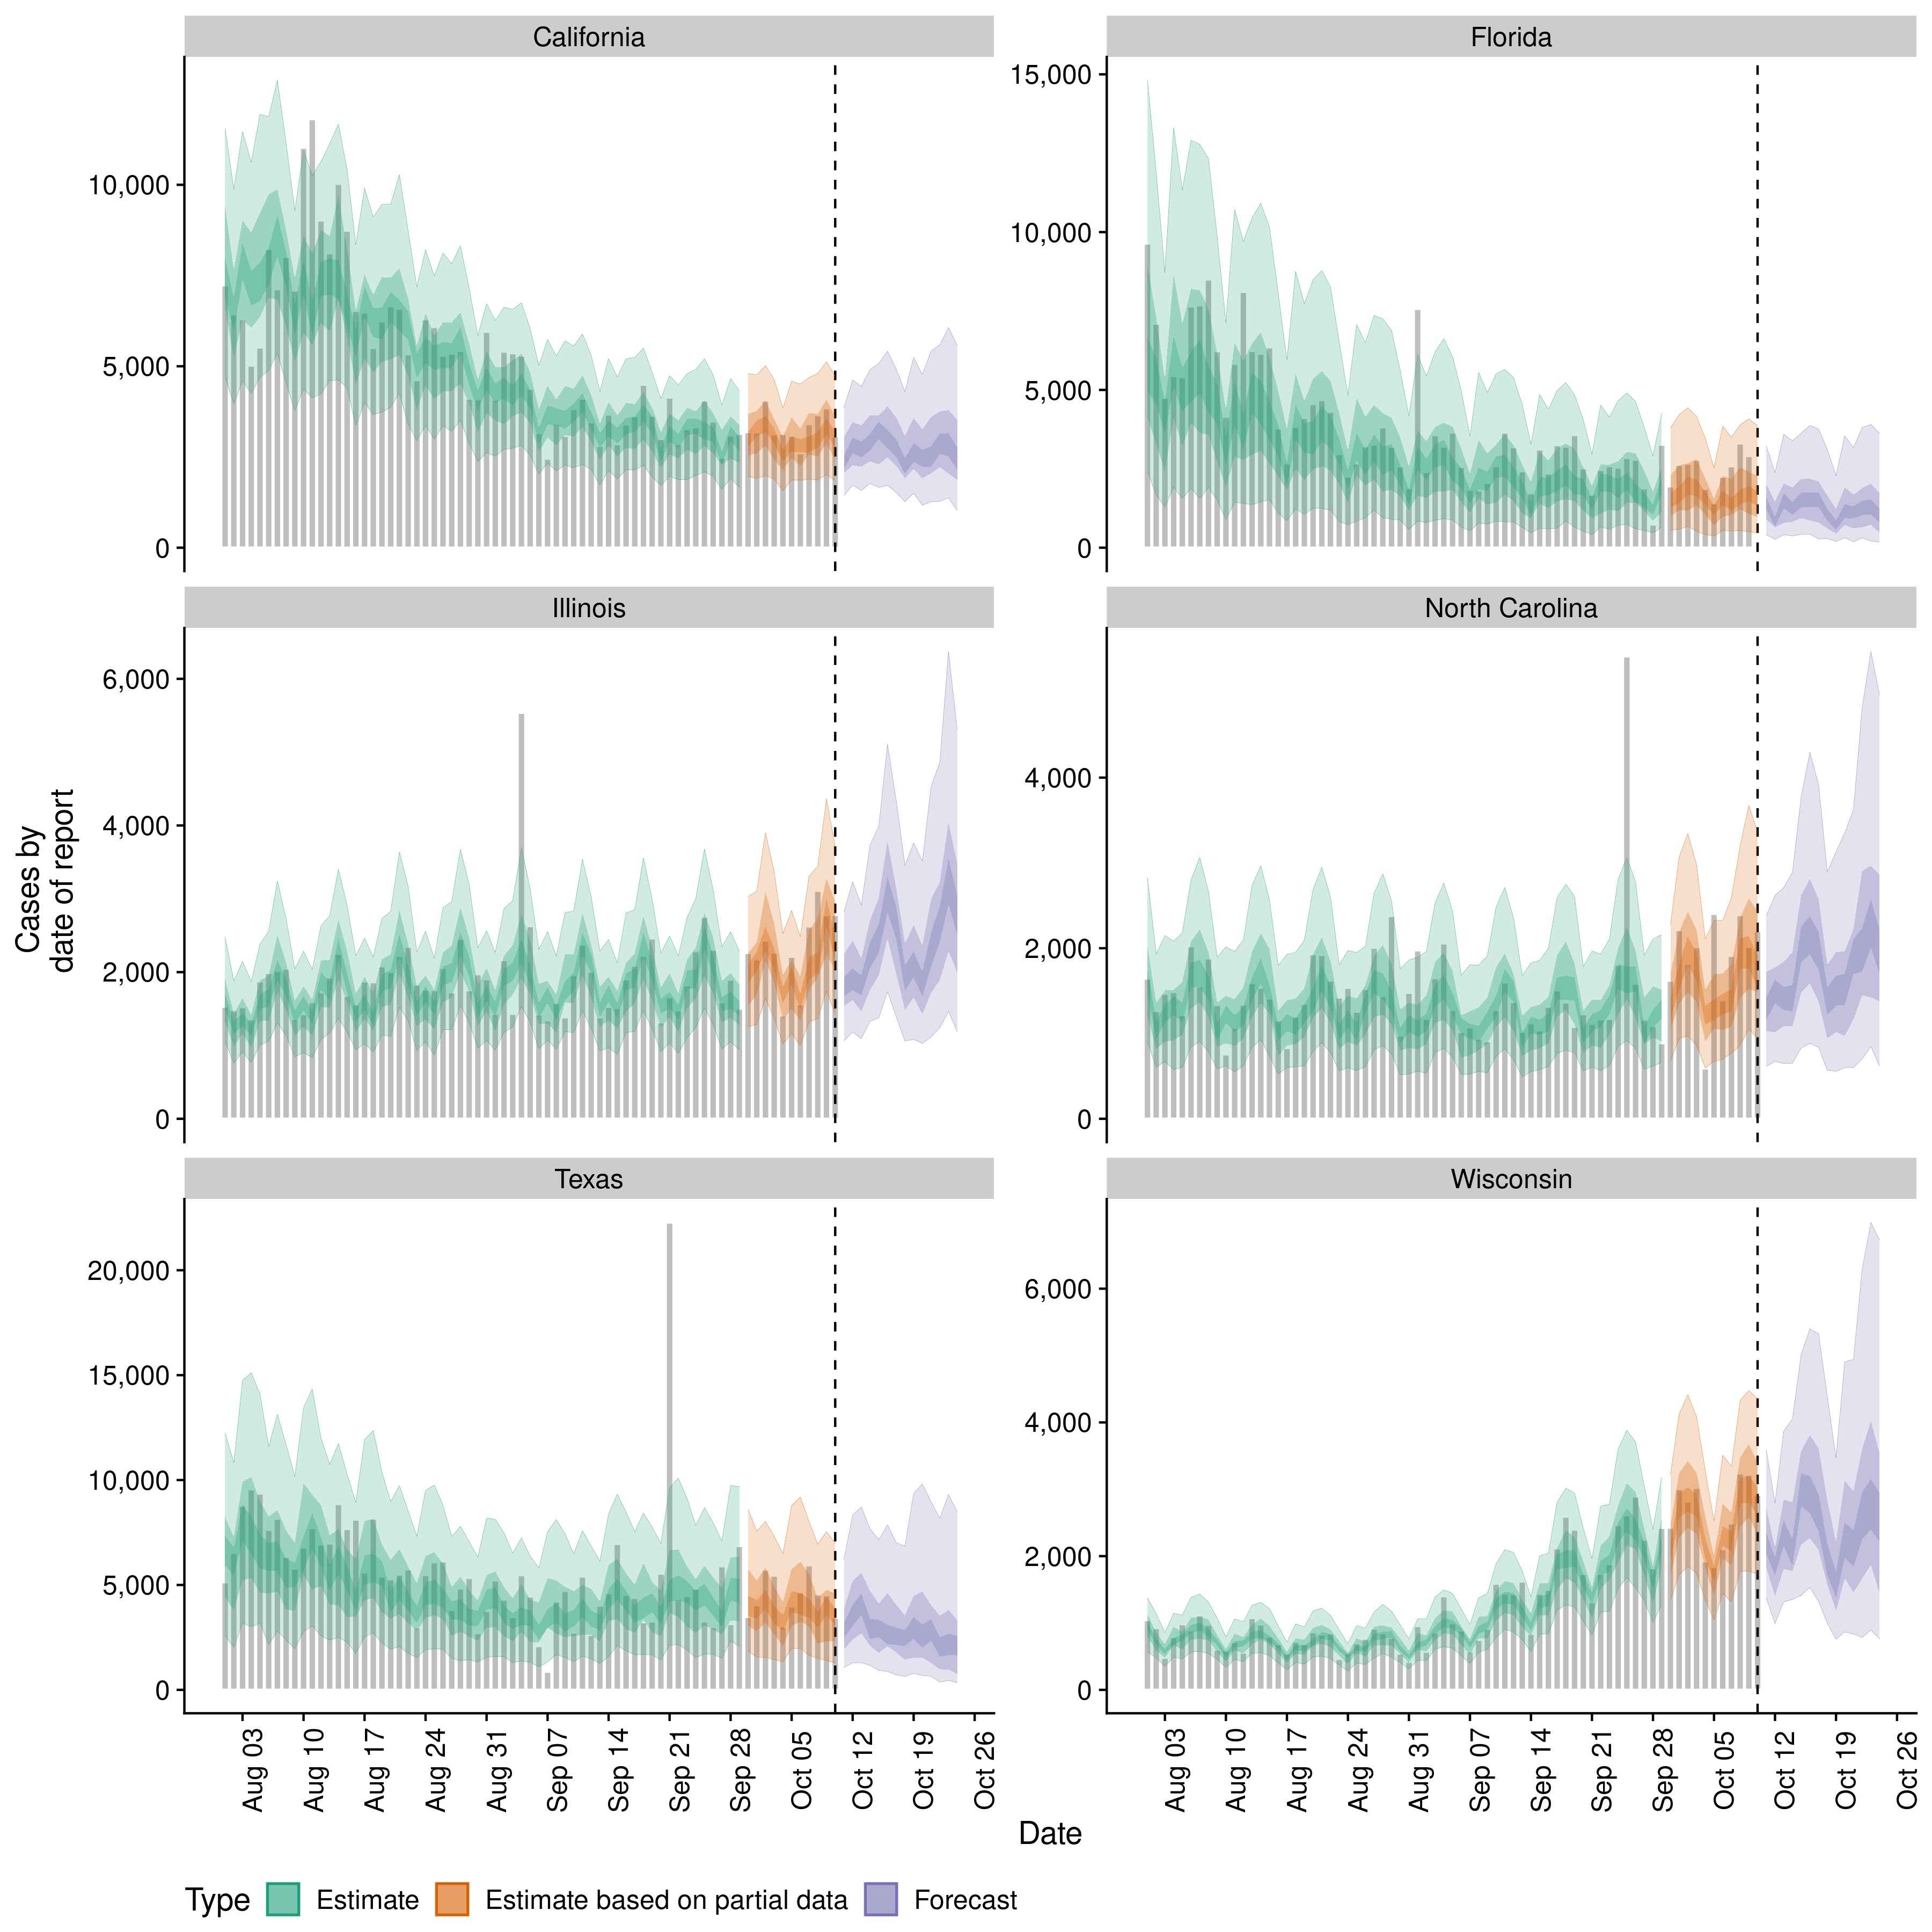 California
Florida
10,000
5,000
0
15,000
10,000
5,000
0
Illinois
North Carolina
6,000
4,000
2,000
0
4,000
2,000
0
Cases by
date of report
Texas
Wisconsin
20,000
15,000
10,000
5,000
0
6,000
4,000
2,000
0
Aug 03
Aug 10
Aug 17
Aug 24
Aug 31
Sep 07
Sep 14
Sep 21
Sep 28
Oct 05
Oct 12
Oct 19
Oct 26
Aug 03
Aug 10
Aug 17
Aug 24
Aug 31
Sep 07
Sep 14
Sep 21
Sep 28
Oct 05
Oct 12
Oct 19
Oct 26
Date
Type Estimate Estimate based on partial data Forecast